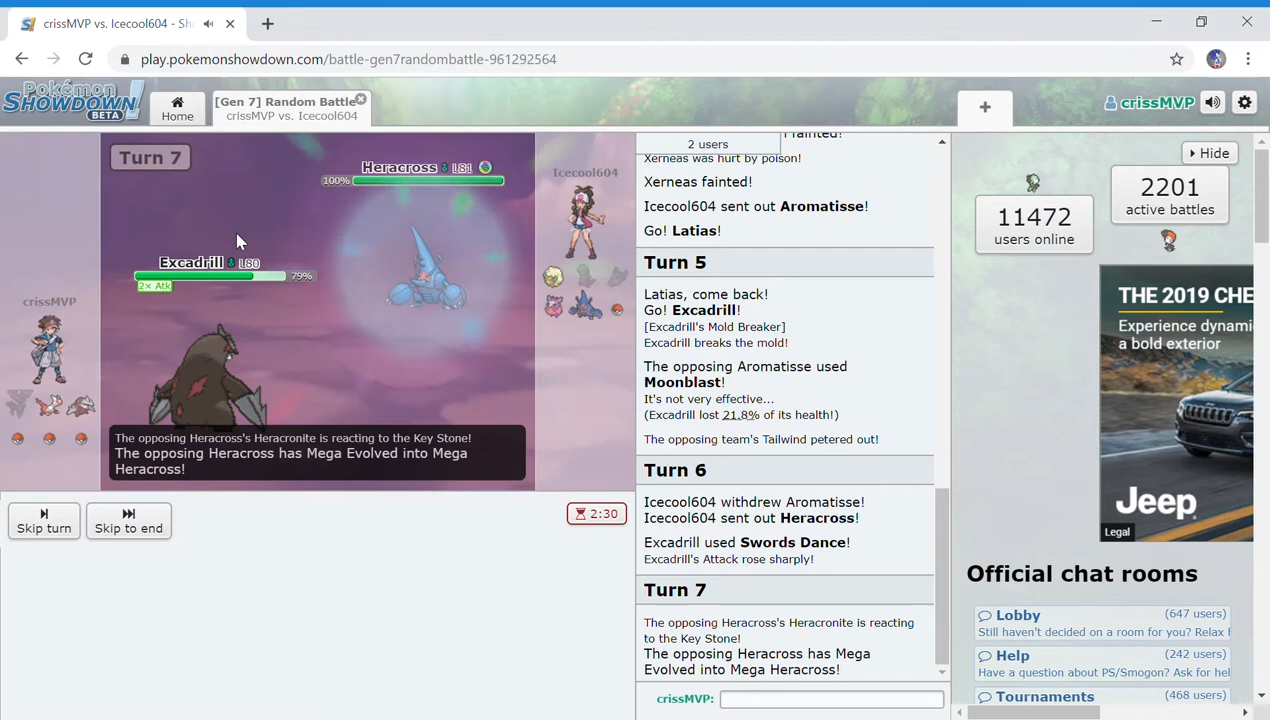 crissMVP vs. Icecool604 - Sh
play.pokemonshowdown.com/battle-gen7randombattle-961292564
Pokémon
SHOWDOWN!
BETA
Home
[Gen 7] Random Battle
crissMVP vs. Icecool604
crissMVP
Turn 7
Heracross L81
100%
Excadrill L80
79%
2× Atk
Icecool604
crissMVP
The opposing Heracross's Heracronite is reacting to the Key Stone!
The opposing Heracross has Mega Evolved into Mega
Heracross!
Skip turn
Skip to end
2:30
2 users
Xerneas was hurt by poison!
Xerneas fainted!
Icecool604 sent out Aromatisse!
Go! Latias!
Turn 5
Latias, come back!
Go! Excadrill!
[Excadrill's Mold Breaker]
Excadrill breaks the mold!
The opposing Aromatisse used
Moonblast!
It's not very effective...
(Excadrill lost 21.8% of its health!)
The opposing team's Tailwind petered out!
Turn 6
Icecool604 withdrew Aromatisse!
Icecool604 sent out Heracross!
Excadrill used Swords Dance!
Excadrill's Attack rose sharply!
Turn 7
The opposing Heracross's Heracronite is reacting
to the Key Stone!
The opposing Heracross has Mega
Evolved into Mega Heracross!
crissMVP:
Hide
11472
users online
2201
active battles
THE 2019 CHE
Experience dynami
a bold exterior
Jeep
Legal
Official chat rooms
Lobby (647 users)
Still haven't decided on a room for you? Relax
Help (242 users)
Have a question about PS/Smogon? Ask for hel
Tournaments (468 users)